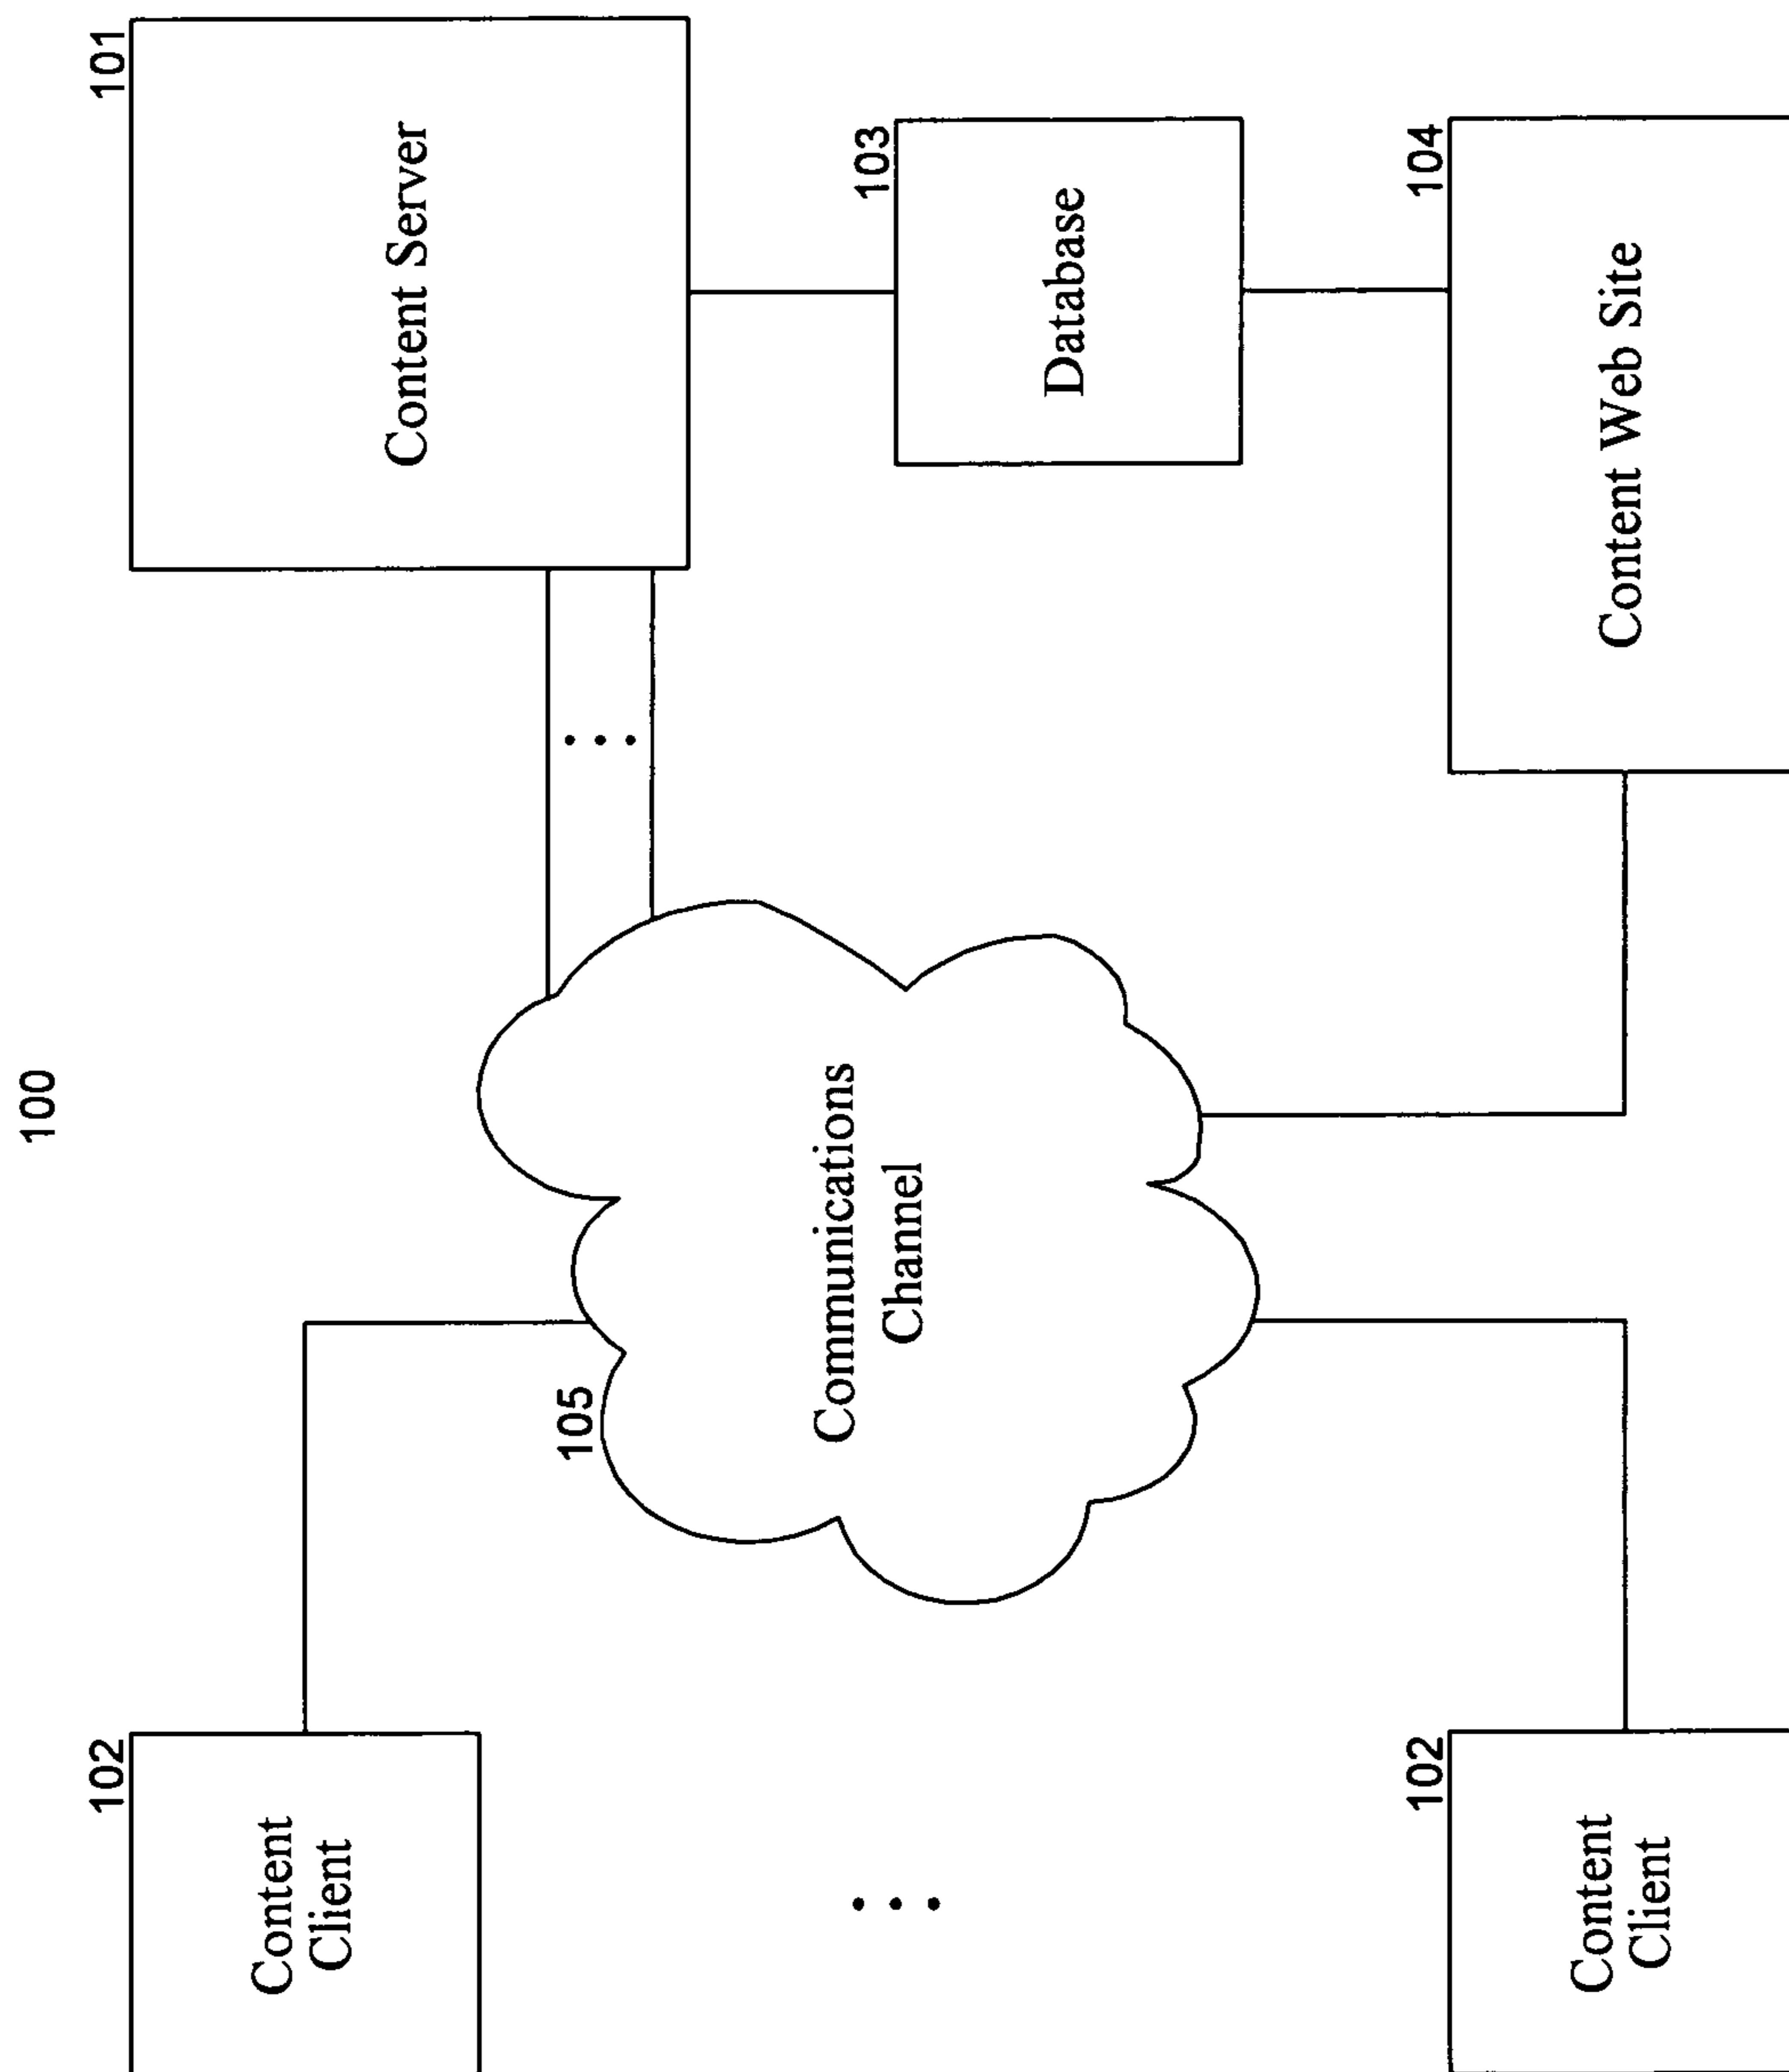 100
102
Content
Client
101
Content Server
105
Communications
Channel
103
Database
102
Content
Client
104
Content Web Site